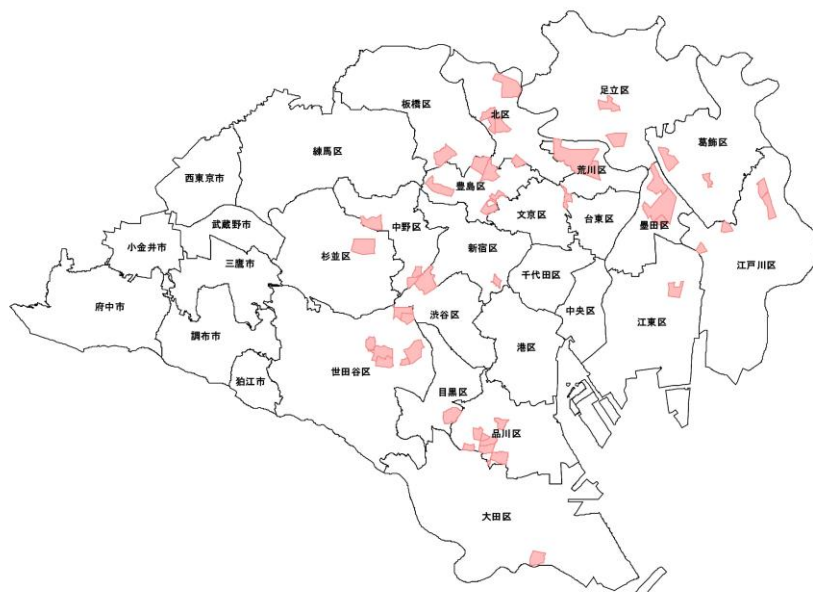 足立区
板橋区
北区
葛飾区
練馬区
荒川区
西東京市
豊島区
文京区
台東区
墨田区
武蔵野市
中野区
小金井市
新宿区
杉並区
三鷹市
千代田区
江戸川区
府中市
渋谷区
中央区
江東区
調布市
港区
世田谷区
狛江市
目黒区
品川区
大田区